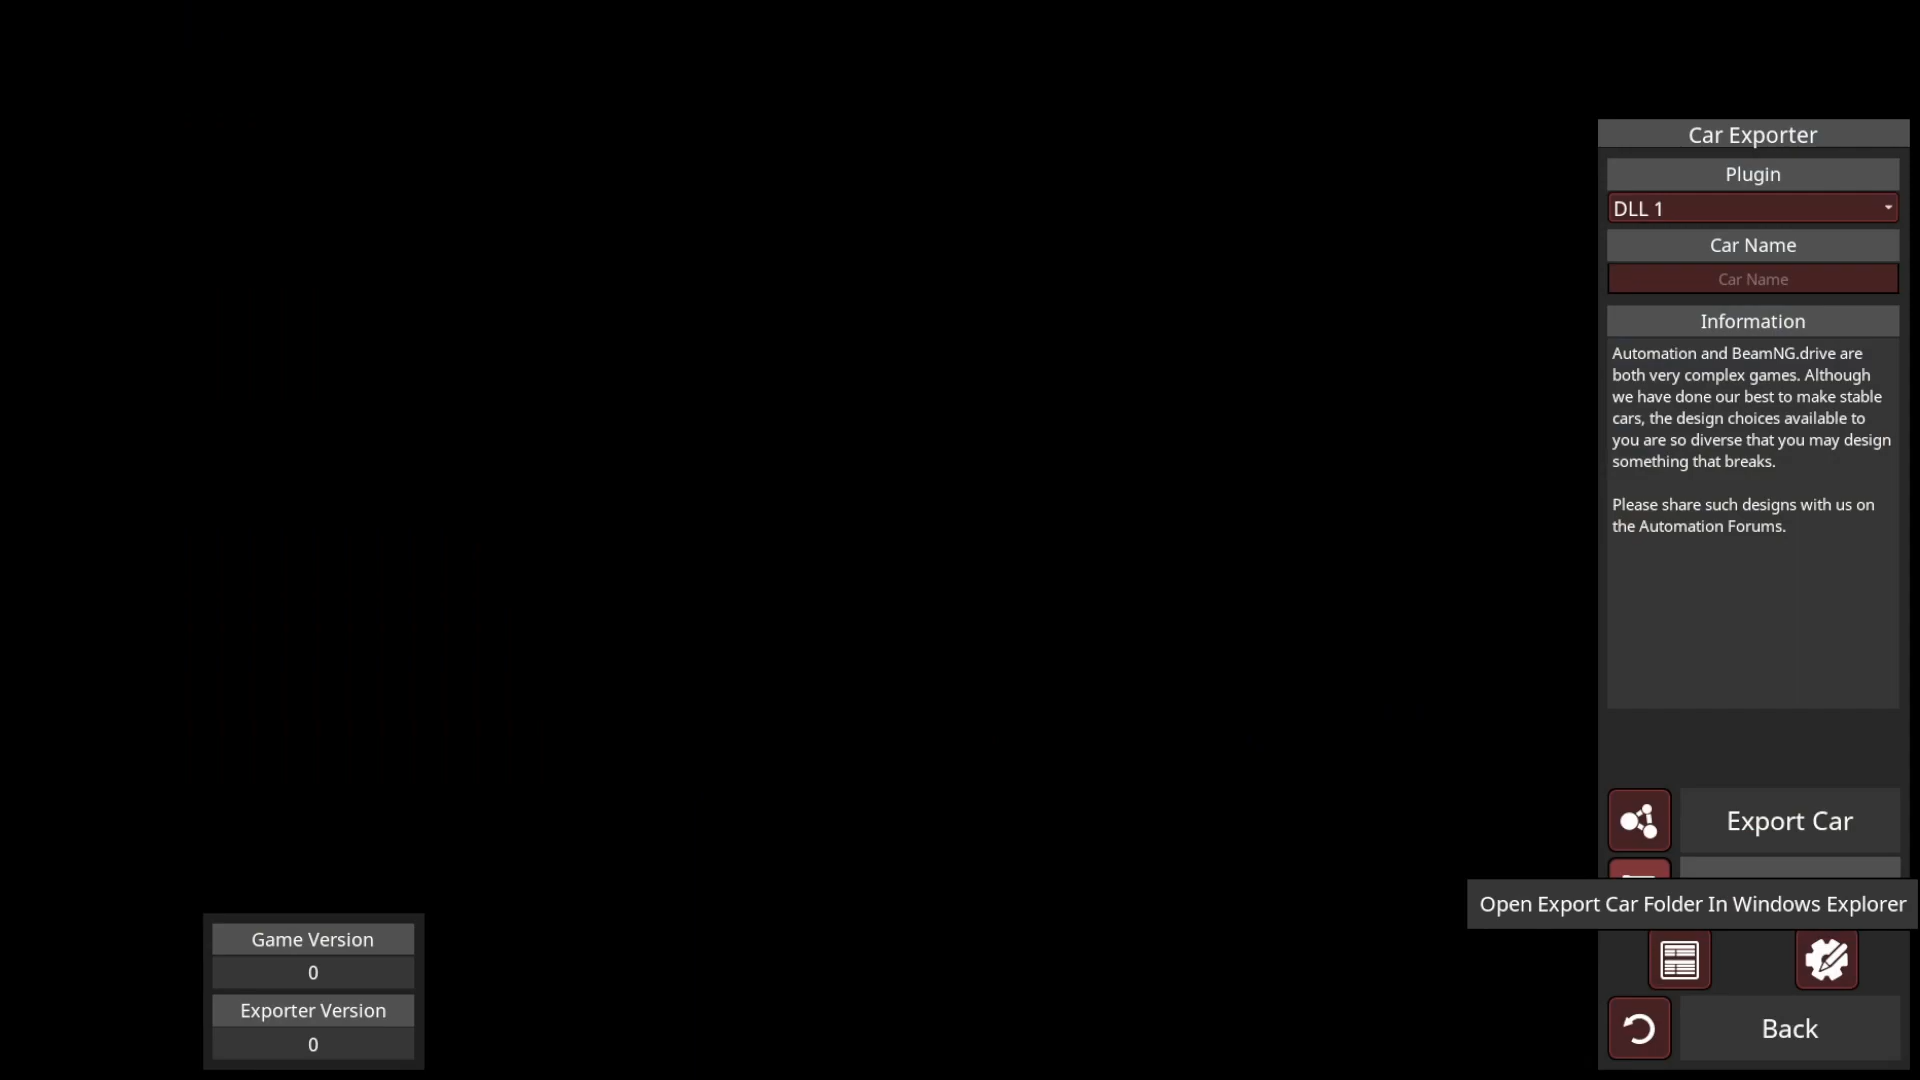 Car Exporter
Plugin
DLL 1
Car Name
Car Name
Information
Automation and BeamNG.drive are
both very complex games. Although
we have done our best to make stable
cars, the design choices available to
you are so diverse that you may design
something that breaks.
Please share such designs with us on
the Automation Forums.
Export Car
Open Export Car Folder In Windows Explorer
Back
Game Version
0
Exporter Version
0